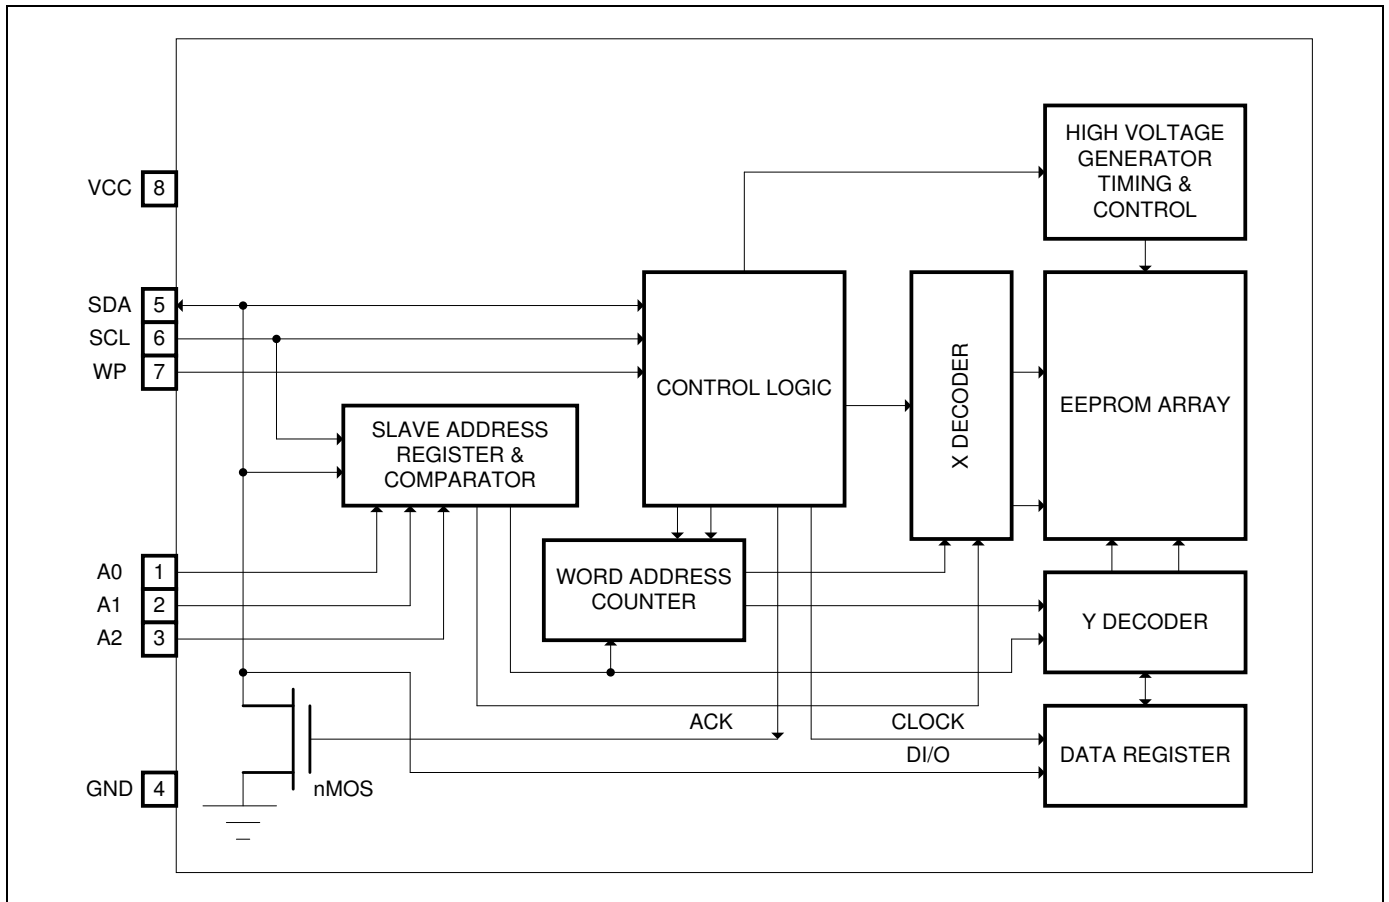 HIGH VOLTAGE
GENERATOR
TIMING &
CONTROL
VCC 8
SDA 5
SCL 6
WP 7
CONTROL LOGIC
X DECODER
EEPROM ARRAY
SLAVE ADDRESS
REGISTER &
COMPARATOR
A0 1
A1 2
A2 3
WORD ADDRESS
COUNTER
Y DECODER
ACK
CLOCK
DI/O
DATA REGISTER
GND 4
nMOS